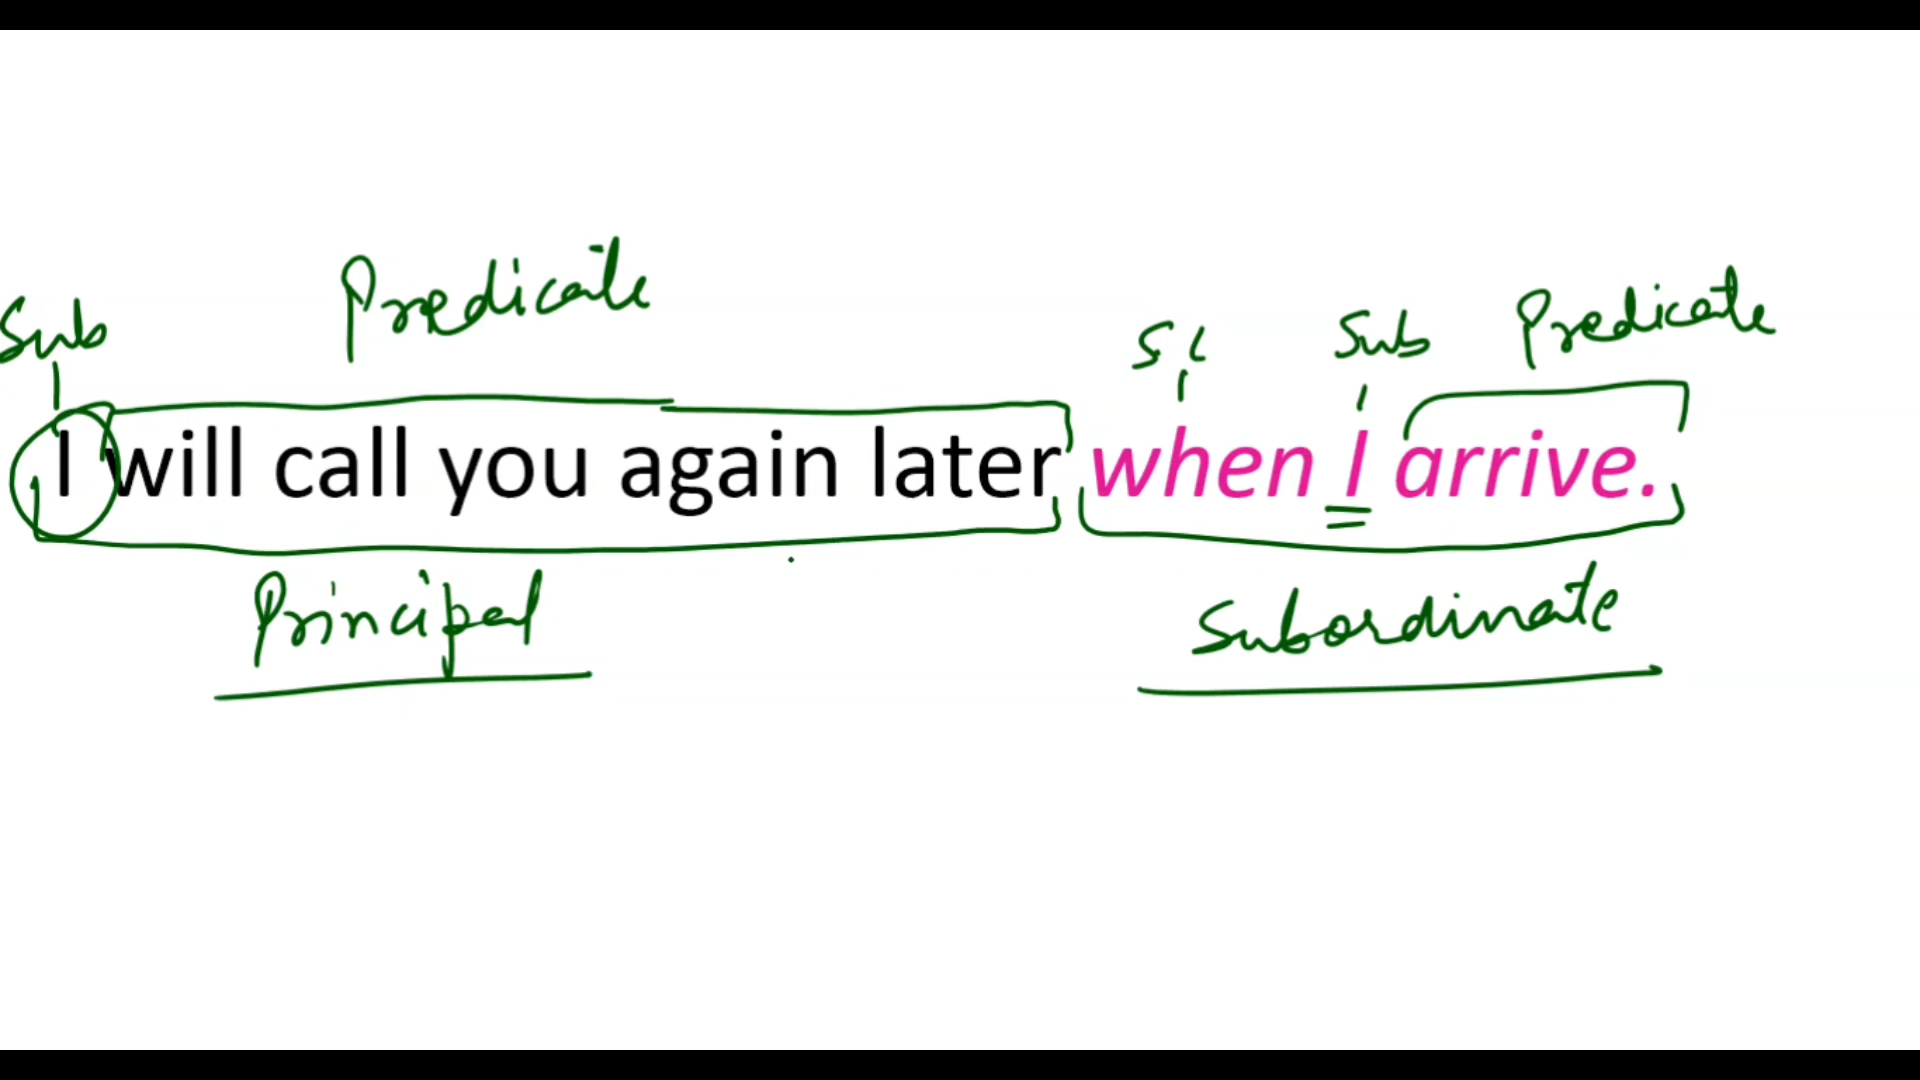 Sub Predicate S.C Sub Predicate
I will call you again later when I arrive.
Principal Subordinate